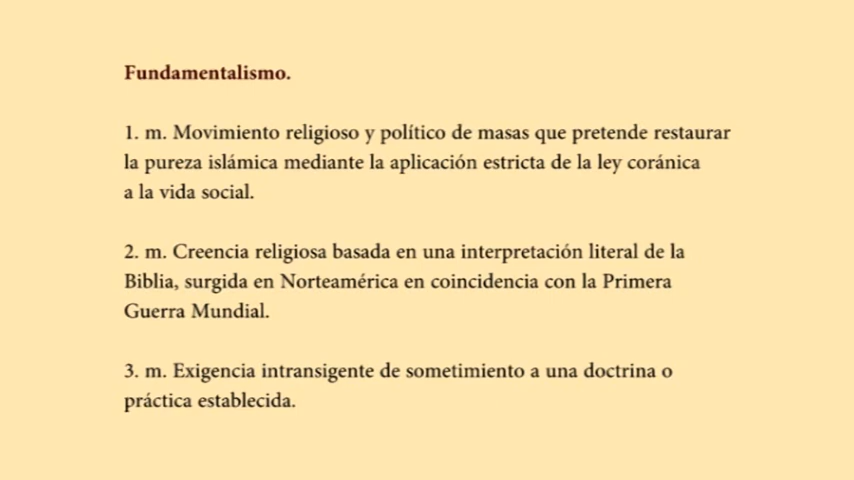 Fundamentalismo.
1. m. Movimiento religioso y político de masas que pretende restaurar
la pureza islámica mediante la aplicación estricta de la ley coránica
a la vida social.
2. m. Creencia religiosa basada en una interpretación literal de la
Biblia, surgida en Norteamérica en coincidencia con la Primera
Guerra Mundial.
3. m. Exigencia intransigente de sometimiento a una doctrina o
práctica establecida.